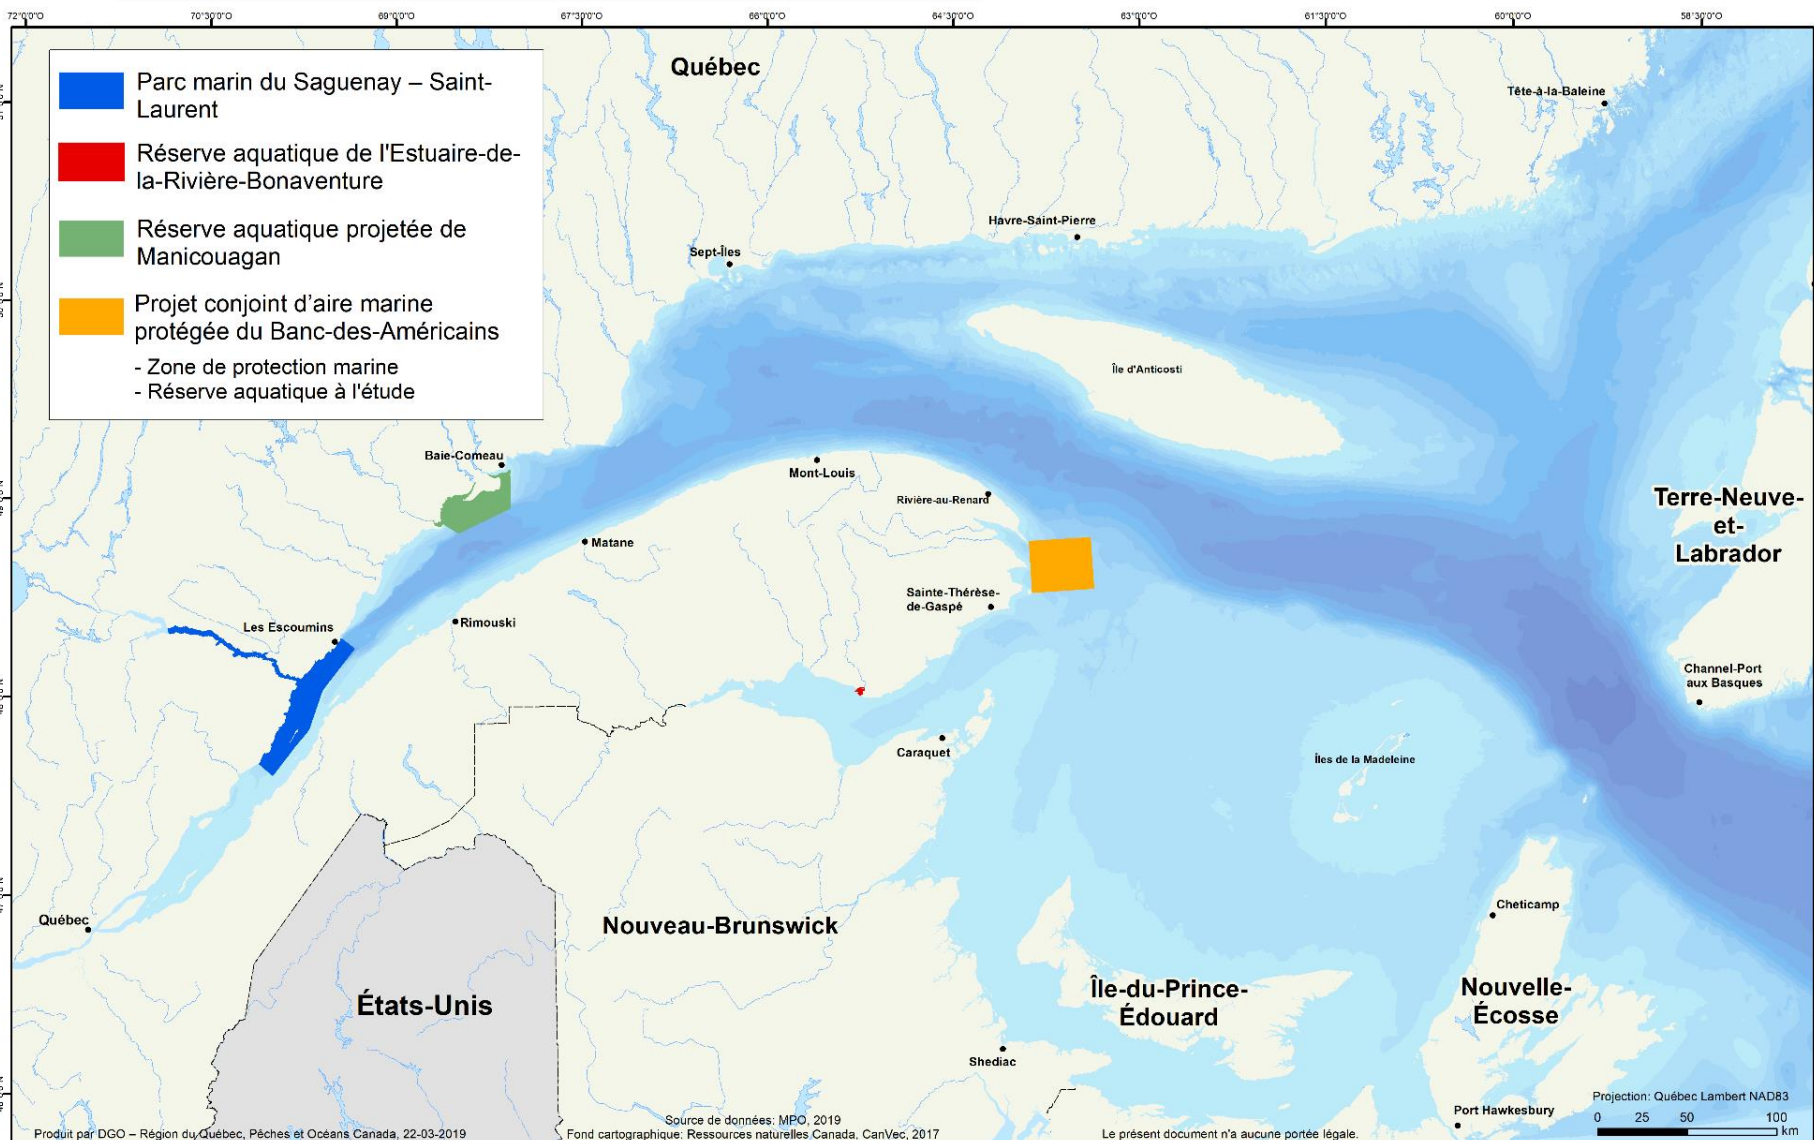 72°0'0"O 70°30'0"O 69°0'0"O 67°30'0"O 66°0'0"O 64°30'0"O 63°0'0"O 61°30'0"O 60°0'0"O 58°30'0"O
Parc marin du Saguenay – Saint-
Laurent
Réserve aquatique de l'Estuaire-de-
la-Rivière-Bonaventure
Réserve aquatique projetée de
Manicouagan
Projet conjoint d'aire marine
protégée du Banc-des-Américains
- Zone de protection marine
- Réserve aquatique à l'étude
Québec
Tête-à-la-Baleine
Havre-Saint-Pierre
Sept-Îles
Île d'Anticosti
Baie-Comeau
Mont-Louis
Rivière-au-Renard
Terre-Neuve-
et-
Labrador
Matane
Sainte-Thérèse-
de-Gaspé
Les Escoumins
Rimouski
Channel-Port
aux Basques
Caraquet
Îles de la Madeleine
Québec
Nouveau-Brunswick
Cheticamp
États-Unis
Île-du-Prince-
Édouard
Nouvelle-
Écosse
Shediac
Port Hawkesbury
Projection: Québec Lambert NAD83
0 25 50 100
km
Produit par DGO – Région du Québec, Pêches et Océans Canada, 22-03-2019
Source de données: MPO, 2019
Fond cartographique: Ressources naturelles Canada, CanVec, 2017
Le présent document n'a aucune portée légale.